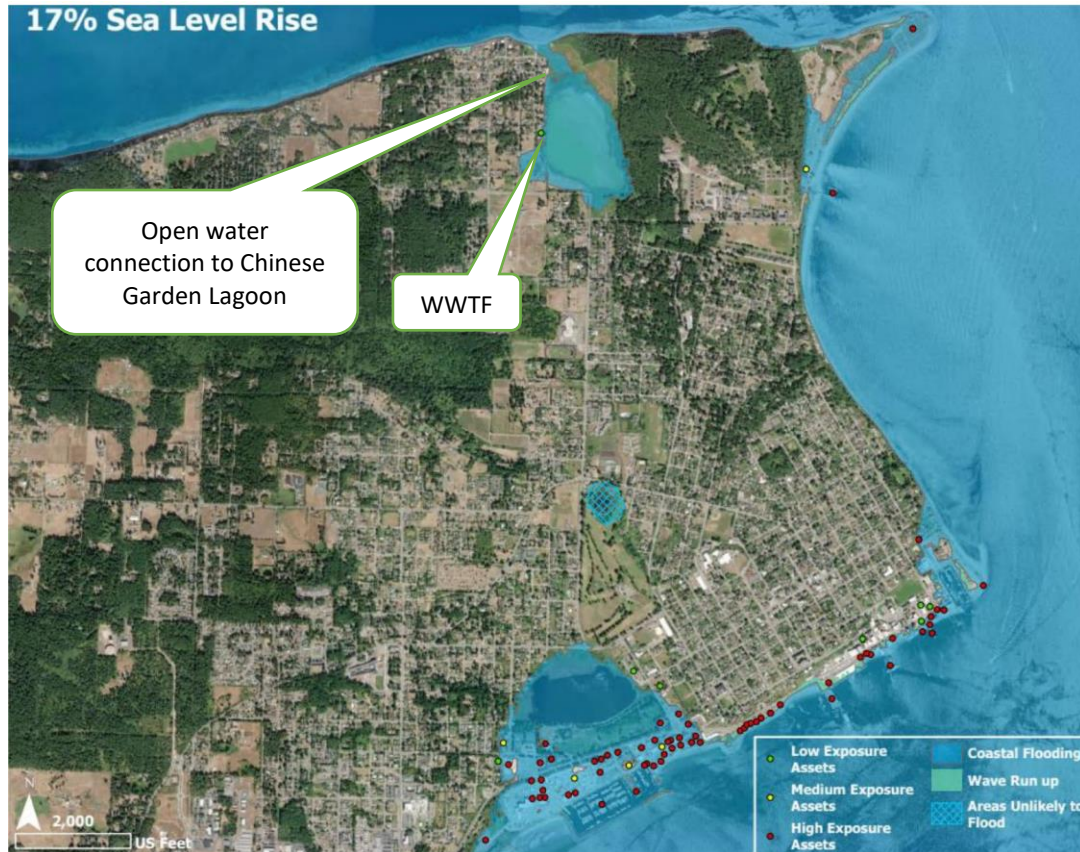 17% Sea Level Rise
Open water
connection to Chinese
Garden Lagoon
WWTF
N
2,000
US Feet
Low Exposure
Assets
Medium Exposure
Assets
High Exposure
Assets
Coastal Flooding
Wave Run up
Areas Unlikely to
Flood